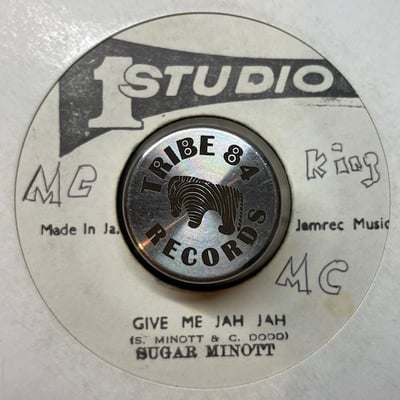 1 STUDIO
MC
King
TRIBE 84
RECORDS
Made In Ja.
Jamrec Music
MC
GIVE ME JAH JAH
(S. MINOTT & C. DODD)
SUGAR MINOTT